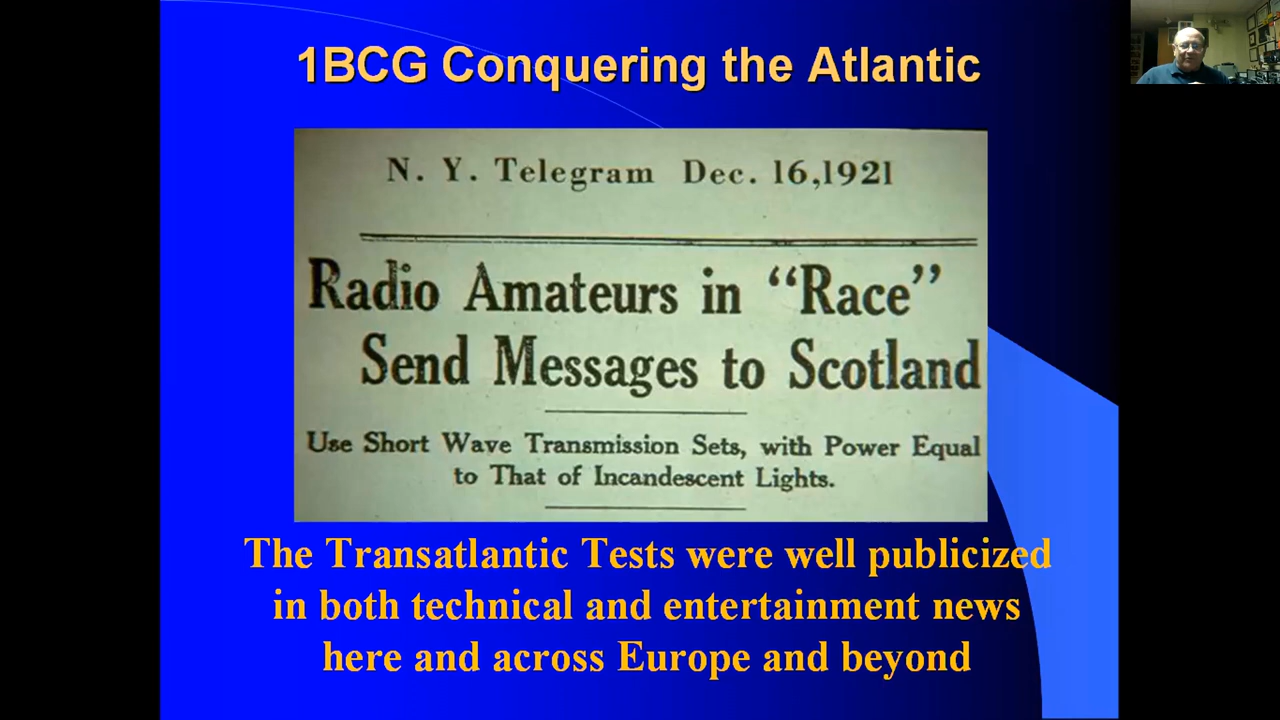 1BCG Conquering the Atlantic
N. Y. Telegram Dec. 16,1921
Radio Amateurs in “Race”
Send Messages to Scotland
Use Short Wave Transmission Sets, with Power Equal
to That of Incandescent Lights.
The Transatlantic Tests were well publicized
in both technical and entertainment news
here and across Europe and beyond